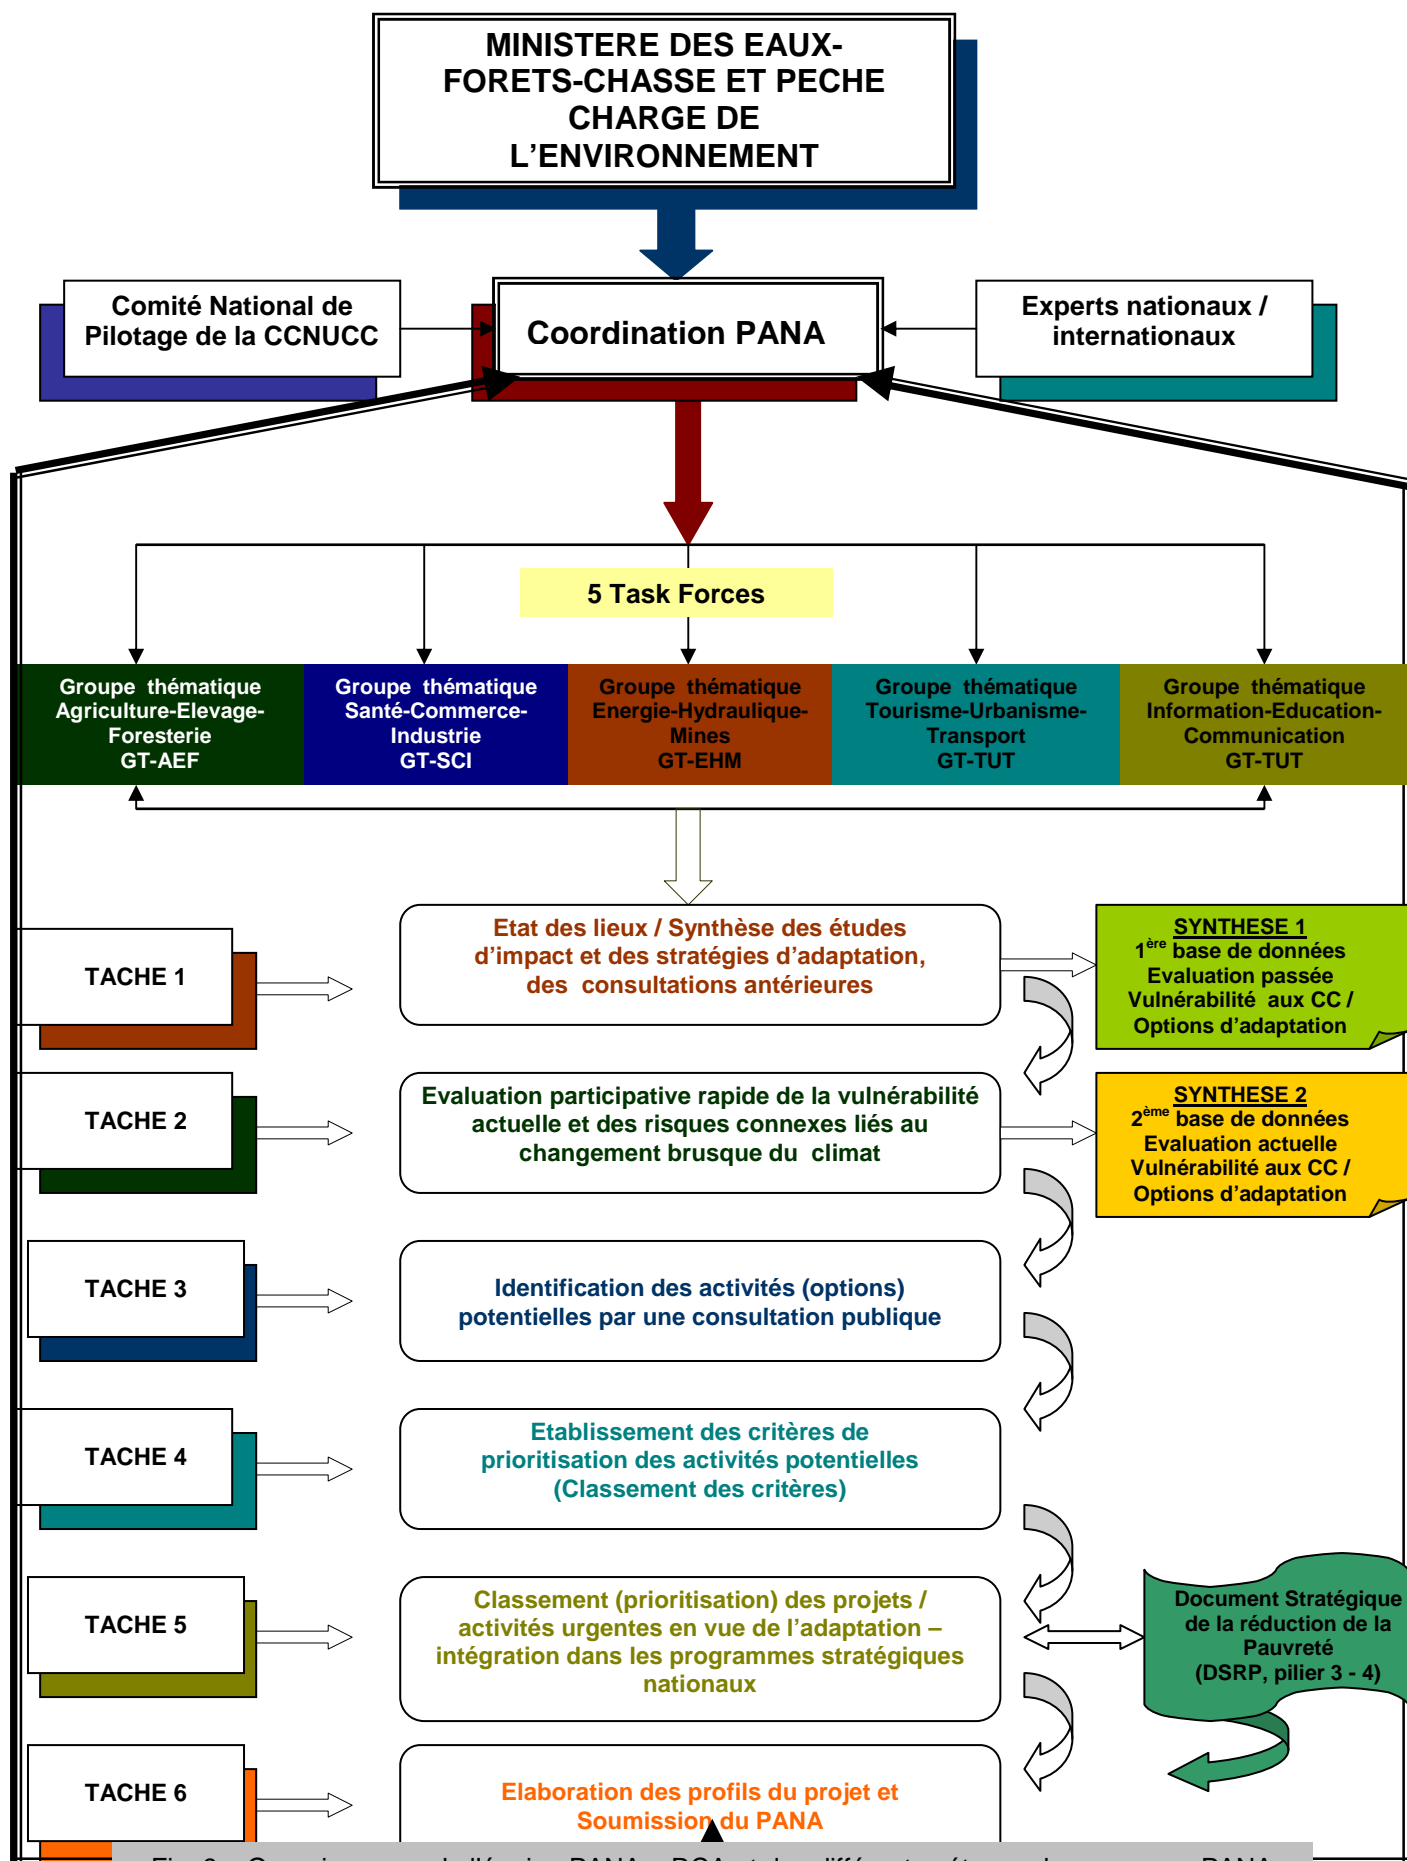 MINISTERE DES EAUX-
FORETS-CHASSE ET PECHE
CHARGE DE
L’ENVIRONNEMENT
Comité National de
Pilotage de la CCNUCC
Coordination PANA
Experts nationaux /
internationaux
5 Task Forces
Groupe thématique
Agriculture-Elevage-
Foresterie
GT-AEF
Groupe thématique
Santé-Commerce-
Industrie
GT-SCI
Groupe thématique
Energie-Hydraulique-
Mines
GT-EHM
Groupe thématique
Tourisme-Urbanisme-
Transport
GT-TUT
Groupe thématique
Information-Education-
Communication
GT-TUT
TACHE 1
Etat des lieux / Synthèse des études
d’impact et des stratégies d’adaptation,
des consultations antérieures
SYNTHESE 1
1ère base de données
Evaluation passée
Vulnérabilité aux CC /
Options d’adaptation
TACHE 2
Evaluation participative rapide de la vulnérabilité
actuelle et des risques connexes liés au
changement brusque du climat
SYNTHESE 2
2ème base de données
Evaluation actuelle
Vulnérabilité aux CC /
Options d’adaptation
TACHE 3
Identification des activités (options)
potentielles par une consultation publique
TACHE 4
Etablissement des critères de
prioritisation des activités potentielles
(Classement des critères)
TACHE 5
Classement (prioritisation) des projets /
activités urgentes en vue de l’adaptation –
intégration dans les programmes stratégiques
nationaux
Document Stratégique
de la réduction de la
Pauvreté
(DSRP, pilier 3 - 4)
TACHE 6
Elaboration des profils du projet et
Soumission du PANA